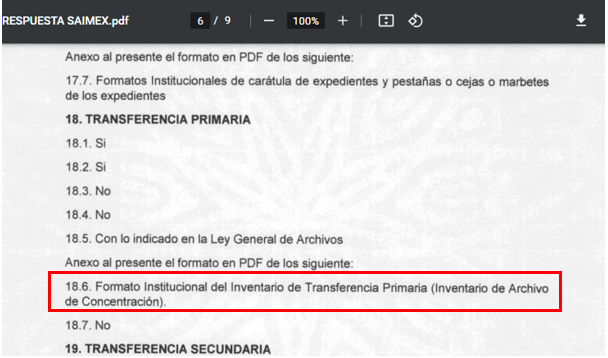 RESPUESTA SAIMEX.pdf
6 / 9
100%
Anexo al presente el formato en PDF de los siguiente:
17.7. Formatos Institucionales de carátula de expedientes y pestañas o cejas o marbetes
de los expedientes
18. TRANSFERENCIA PRIMARIA
18.1. Si
18.2. Si
18.3. No
18.4. No
18.5. Con lo indicado en la Ley General de Archivos
Anexo al presente el formato en PDF de los siguiente:
18.6. Formato Institucional del Inventario de Transferencia Primaria (Inventario de Archivo
de Concentración).
18.7. No
19. TRANSFERENCIA SECUNDARIA